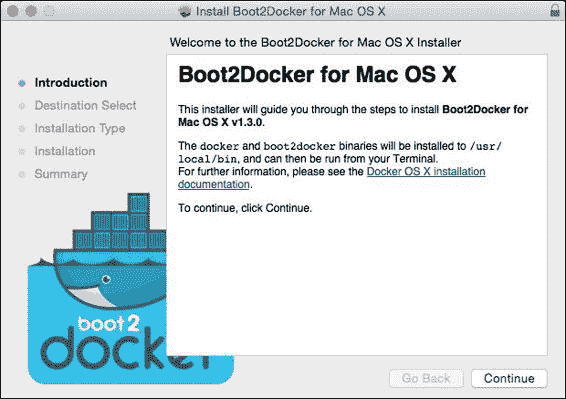 Install Boot2Docker for Mac OS X
Welcome to the Boot2Docker for Mac OS X Installer
Introduction
Destination Select
Installation Type
Installation
Summary
Boot2Docker for Mac OS X
This installer will guide you through the steps to install Boot2Docker for
Mac OS X v1.3.0.
The docker and boot2docker binaries will be installed to /usr/
local/bin, and can then be run from your Terminal.
For further information, please see the Docker OS X installation
documentation.
To continue, click Continue.
boot2
docker
Go Back
Continue